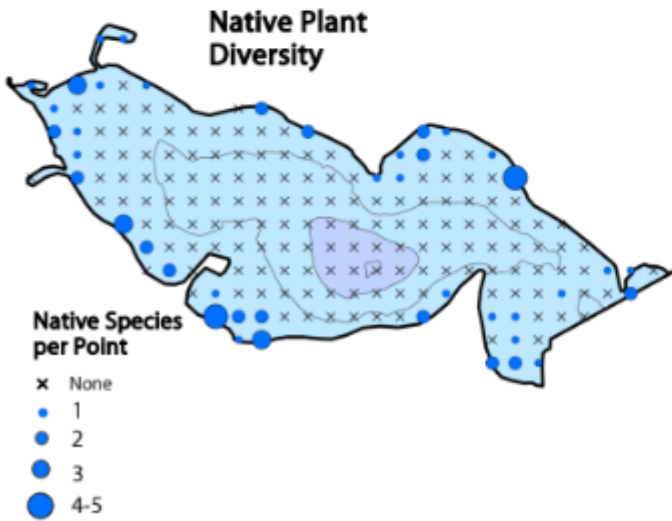 Native Plant
Diversity
Native Species
per Point
× None
1
2
3
4-5